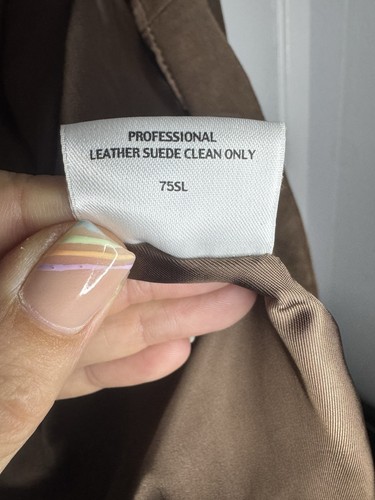 PROFESSIONAL
LEATHER SUEDE CLEAN ONLY
75SL